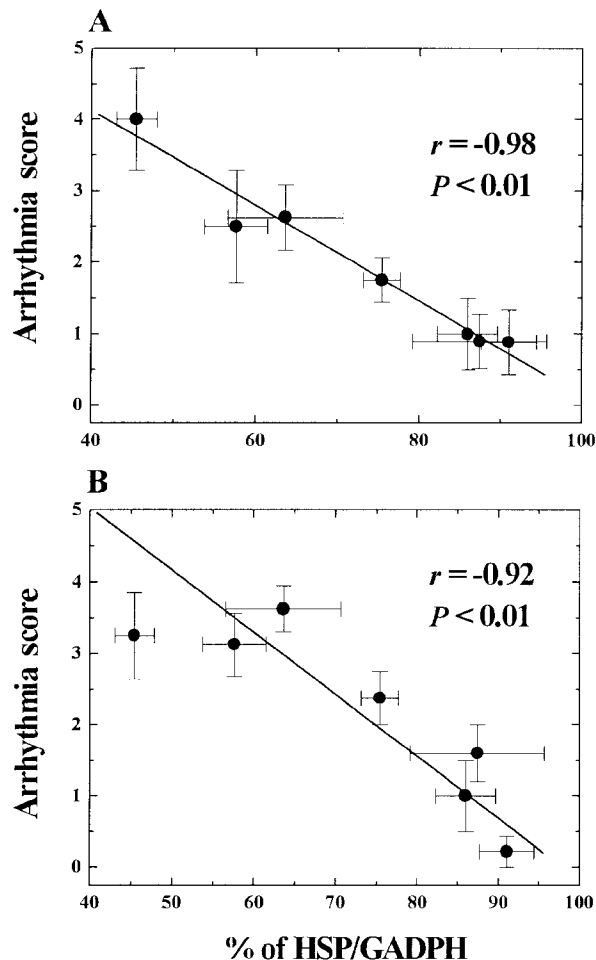 A
Arrhythmia score
5
4
3
2
1
0
r = -0.98
P < 0.01
40 60 80 100
B
Arrhythmia score
5
4
3
2
1
0
r = -0.92
P < 0.01
40 50 60 70 80 90 100
% of HSP/GADPH